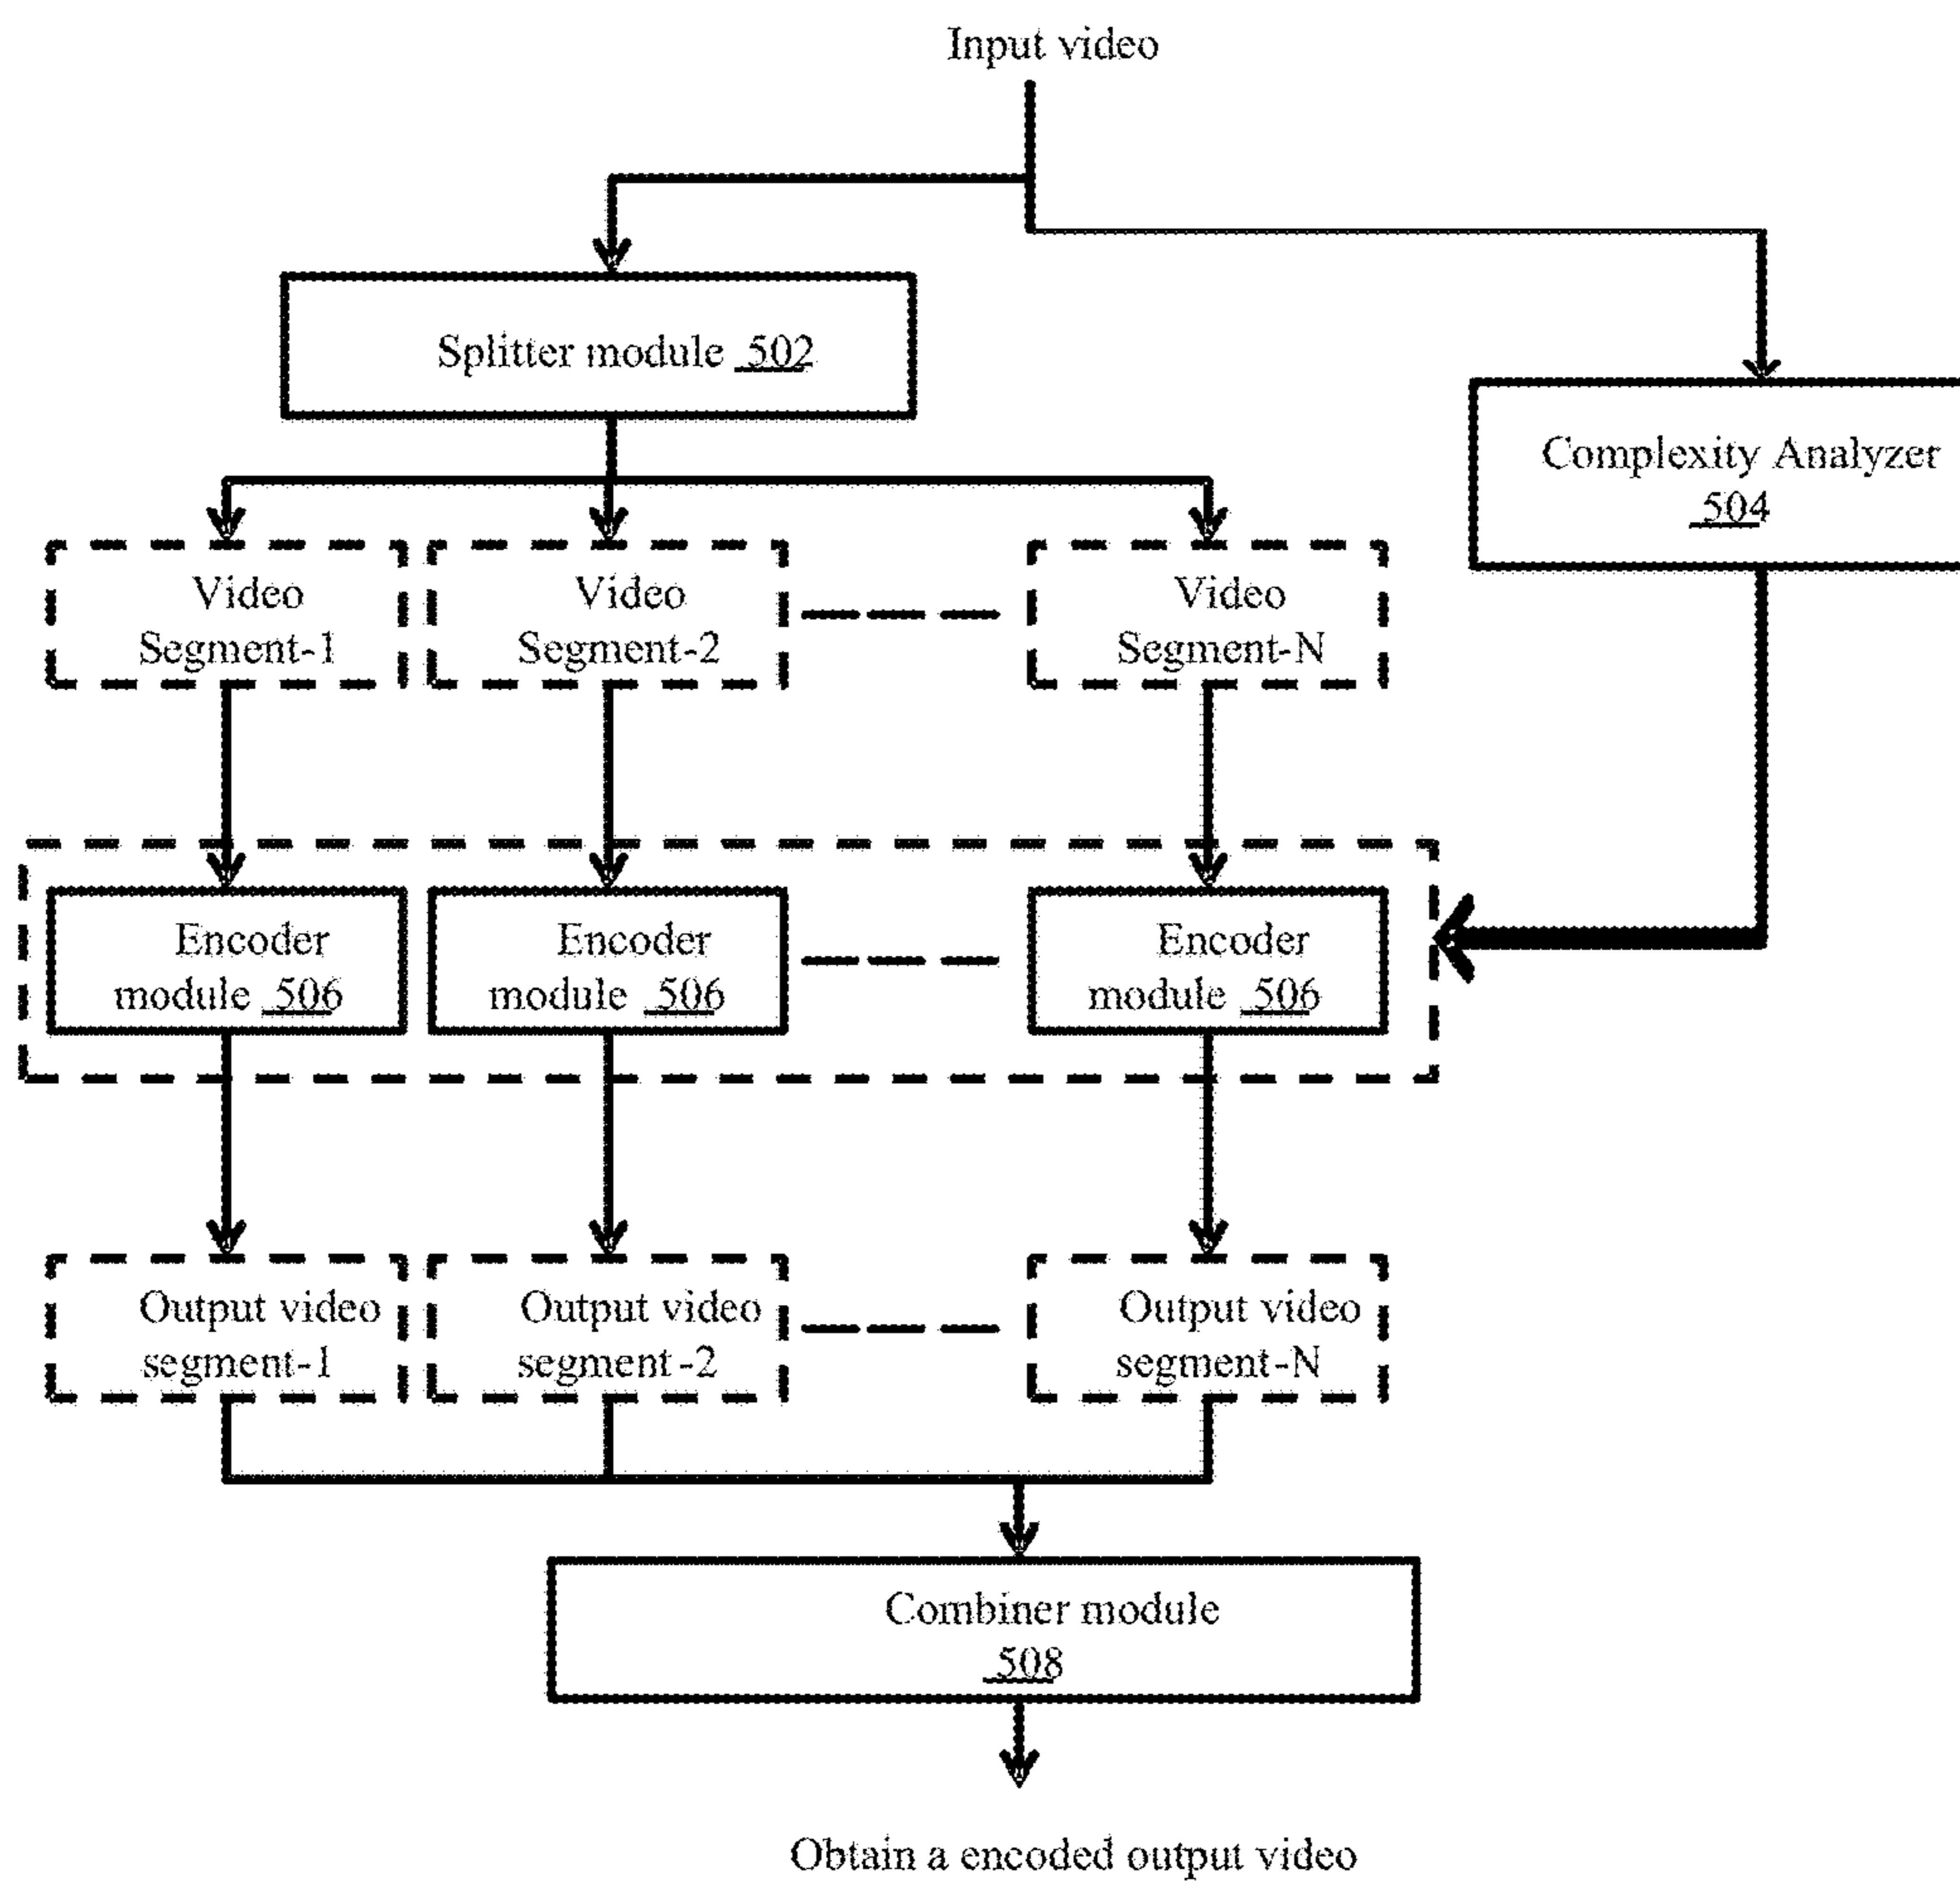 Input video
Splitter module 502
Complexity Analyzer
504
Video
Segment-1
Video
Segment-2
Video
Segment-N
Encoder
module 506
Encoder
module 506
Encoder
module 506
Output video
segment-1
Output video
segment-2
Output video
segment-N
Combiner module
508
Obtain a encoded output video